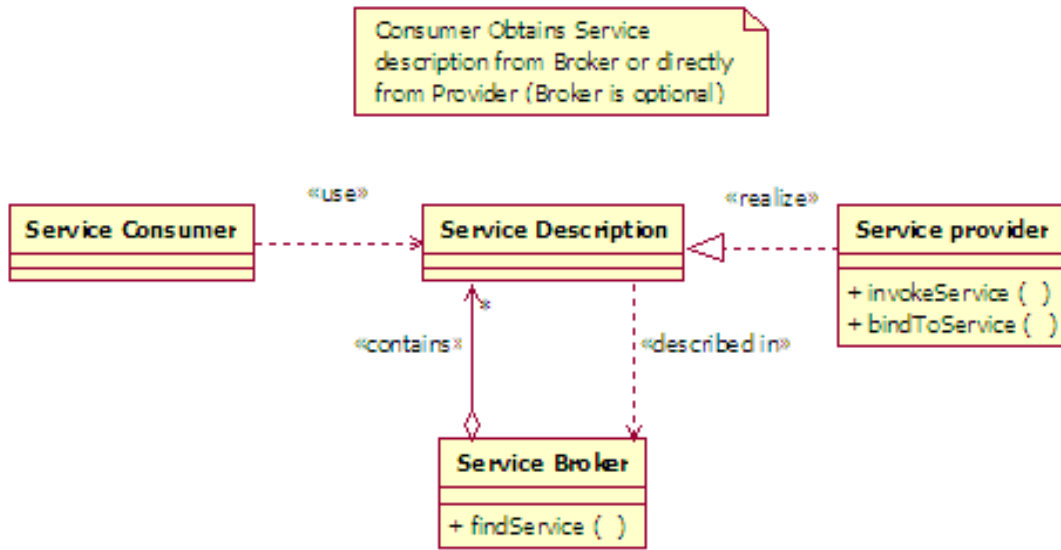 Consumer Obtains Service
description from Broker or directly
from Provider (Broker is optional)
«use»
«realize»
Service Consumer
Service Description
Service provider
+ invokeService ( )
+ bindToService ( )
*
«contains»
«described in»
Service Broker
+ findService ( )